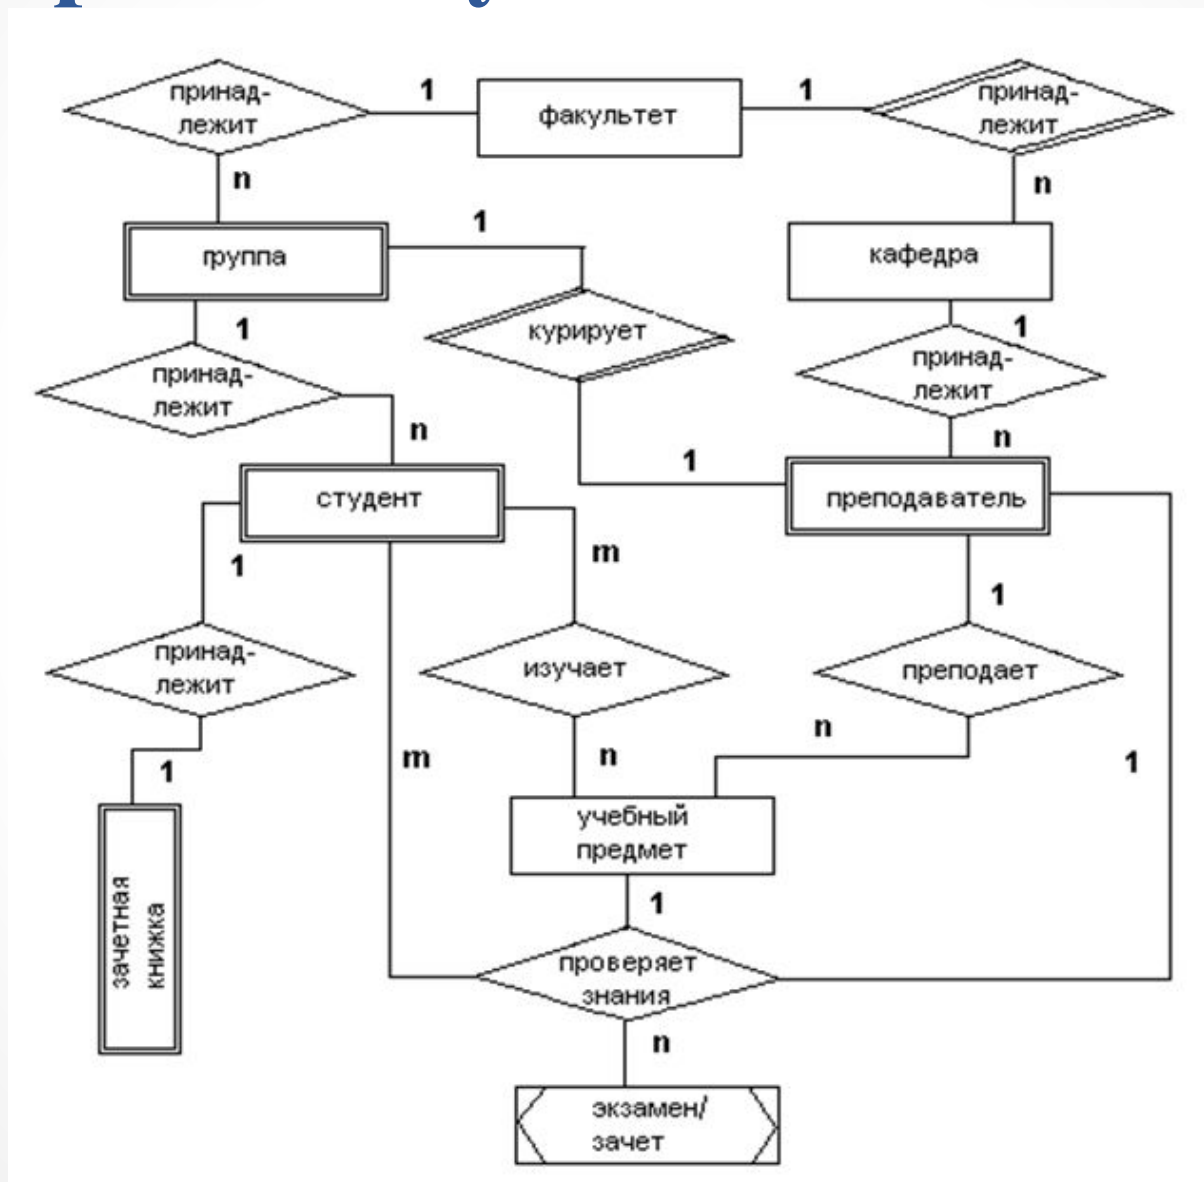 принад-
лежит
1
факультет
1
принад-
лежит
n
n
группа
1
кафедра
1
курирует
1
принад-
лежит
принад-
лежит
n
n
1
студент
преподаватель
1
m
1
принад-
лежит
изучает
преподает
n
1
m
n
1
учебный
предмет
зачетная
книжка
1
проверяет
знания
n
экзамен/
зачет